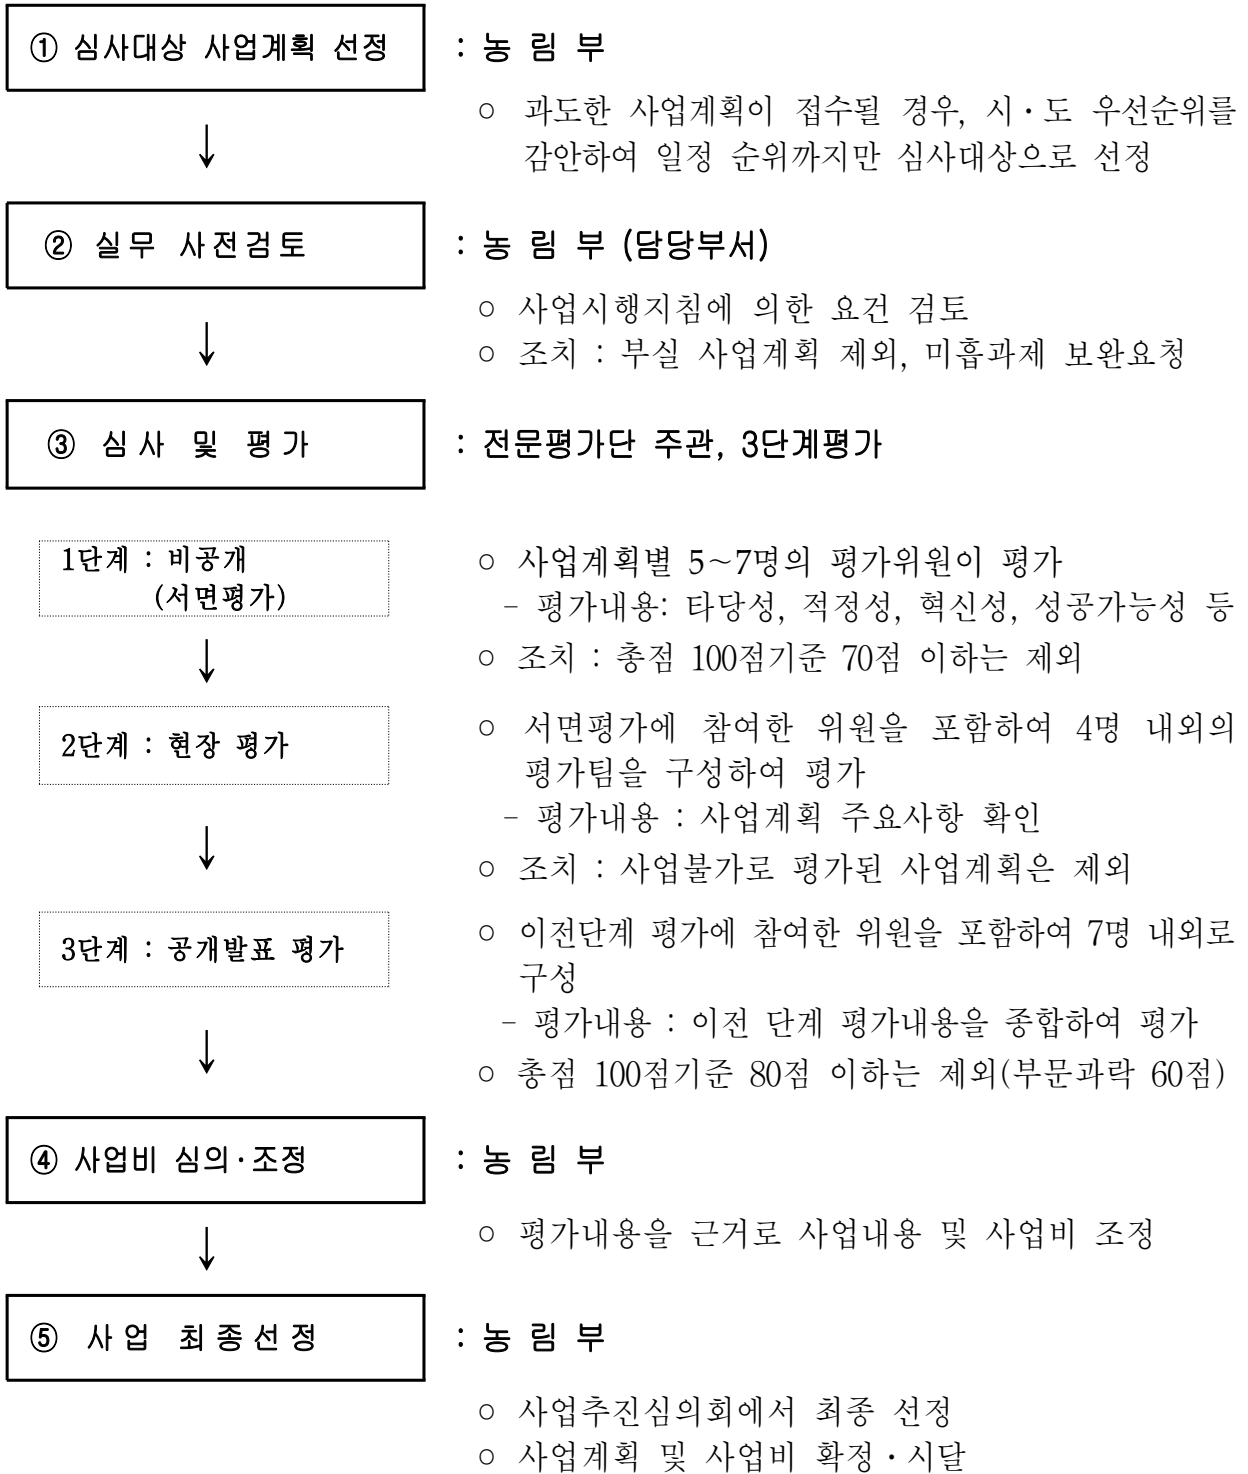 ① 심사대상 사업계획 선정 : 농 림 부
○ 과도한 사업계획이 접수될 경우, 시·도 우선순위를
감안하여 일정 순위까지만 심사대상으로 선정
↓
② 실무 사전검토 : 농 림 부 (담당부서)
○ 사업시행지침에 의한 요건 검토
○ 조치 : 부실 사업계획 제외, 미흡과제 보완요청
↓
③ 심사 및 평가 : 전문평가단 주관, 3단계평가
1단계 : 비공개
(서면평가)
○ 사업계획별 5~7명의 평가위원이 평가
- 평가내용: 타당성, 적정성, 혁신성, 성공가능성 등
○ 조치 : 총점 100점기준 70점 이하는 제외
↓
2단계 : 현장 평가
○ 서면평가에 참여한 위원을 포함하여 4명 내외의
평가팀을 구성하여 평가
- 평가내용 : 사업계획 주요사항 확인
○ 조치 : 사업불가로 평가된 사업계획은 제외
↓
3단계 : 공개발표 평가
○ 이전단계 평가에 참여한 위원을 포함하여 7명 내외로
구성
- 평가내용 : 이전 단계 평가내용을 종합하여 평가
○ 총점 100점기준 80점 이하는 제외(부문과락 60점)
↓
④ 사업비 심의·조정 : 농 림 부
○ 평가내용을 근거로 사업내용 및 사업비 조정
↓
⑤ 사 업 최종선정 : 농 림 부
○ 사업추진심의회에서 최종 선정
○ 사업계획 및 사업비 확정·시달